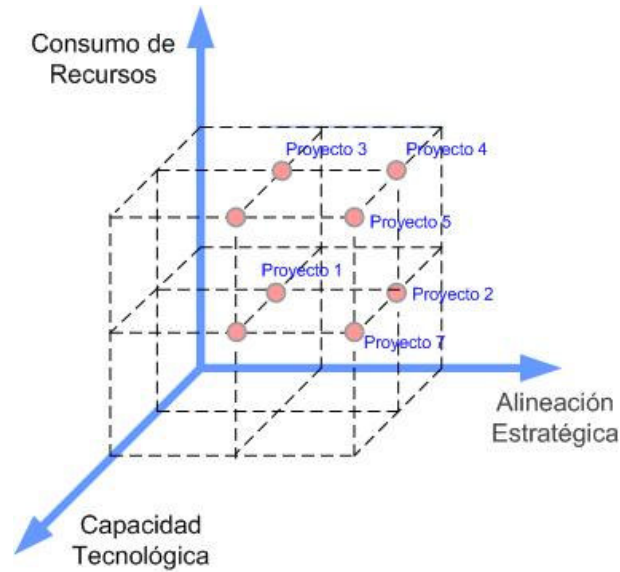 Consumo de
Recursos
Proyecto 3
Proyecto 4
Proyecto 5
Proyecto 1
Proyecto 2
Proyecto 7
Alineación
Estratégica
Capacidad
Tecnológica